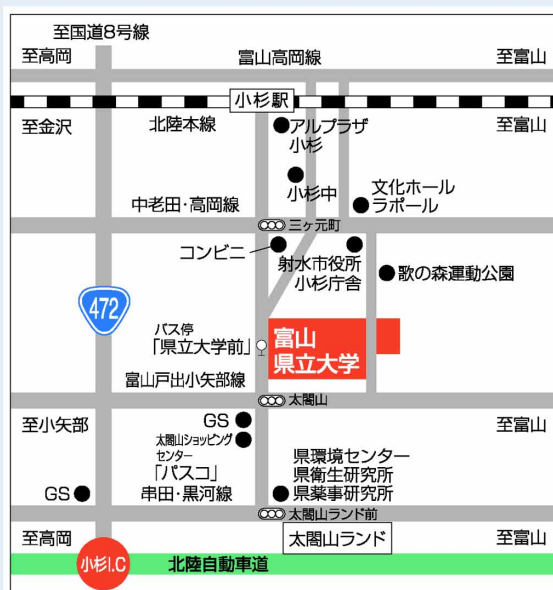 至国道8号線
至高岡
富山高岡線
至富山
小杉駅
至金沢
北陸本線
アルプラザ
小杉
至富山
小杉中
文化ホール
ラポール
中老田・高岡線
三ヶ元町
コンビニ
射水市役所
小杉庁舎
歌の森運動公園
472
バス停
「県立大学前」
富山
県立大学
富山戸出小矢部線
太閤山
至小矢部
GS
至富山
太閤山ショッピング
センター
「パスコ」
県環境センター
県衛生研究所
県薬事研究所
GS
串田・黒河線
太閤山ランド前
至高岡
太閤山ランド
至富山
小杉I.C
北陸自動車道